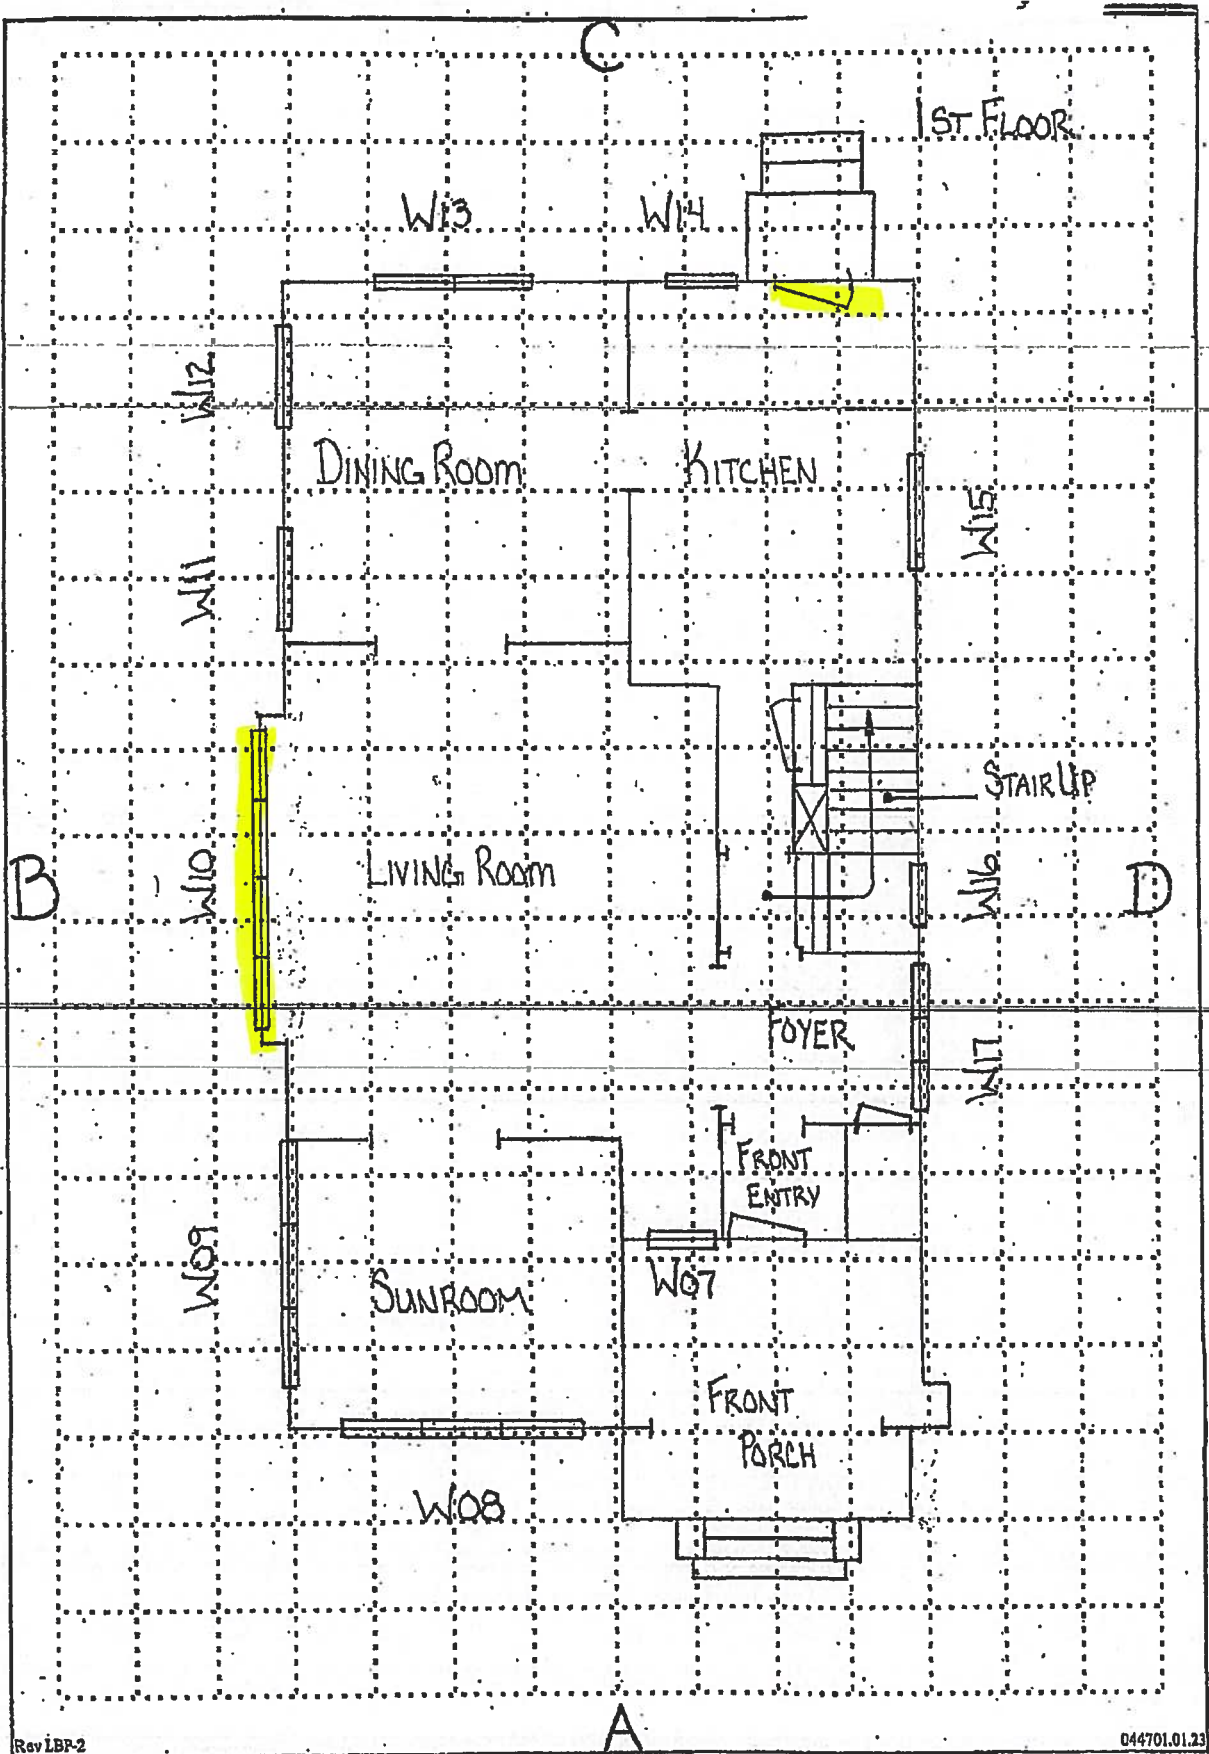 C
1ST FLOOR
W13
W14
W12
DINING ROOM
KITCHEN
W15
W11
STAIR UP
B
W10
LIVING ROOM
W16
D
FOYER
W17
FRONT
ENTRY
W09
SUNROOM
W07
FRONT
PORCH
W08
A
Rev LBP-2
044701.01.23